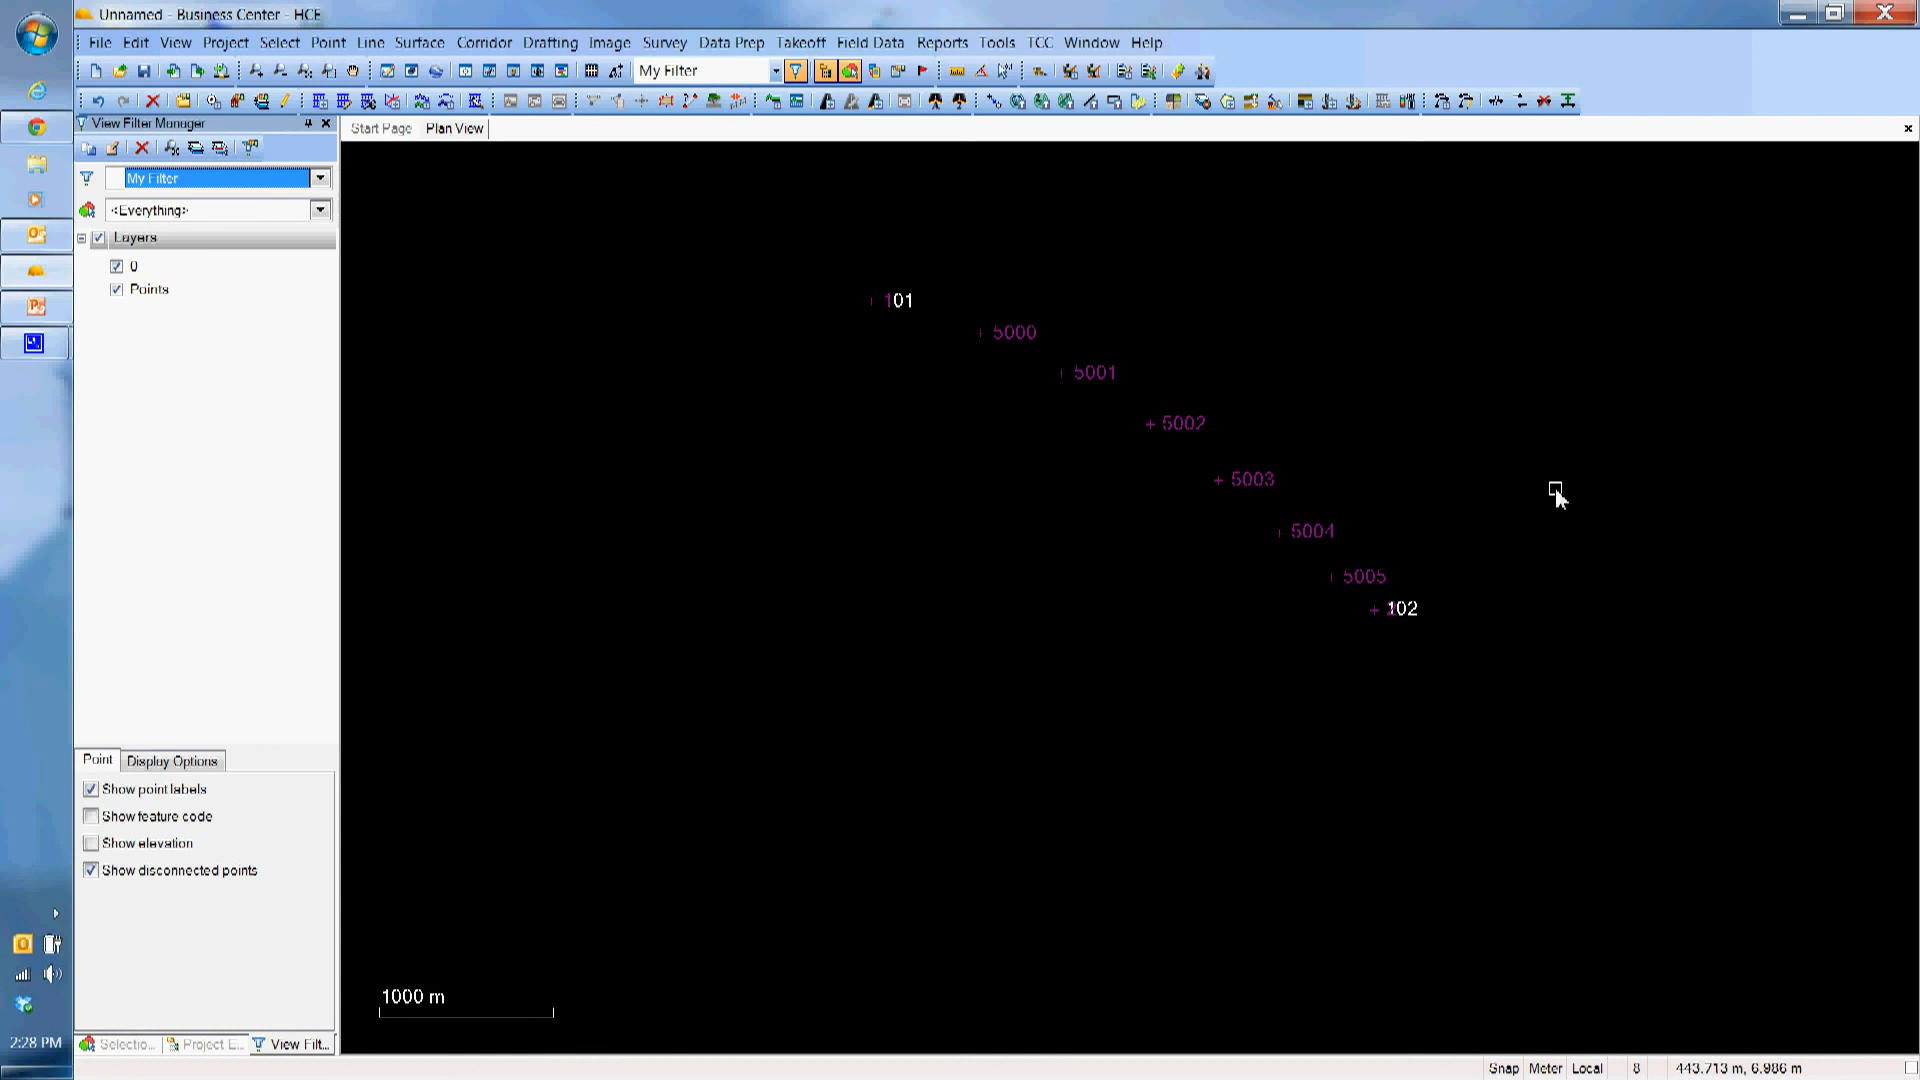 Unnamed - Business Center - HCE
File Edit View Project Select Point Line Surface Corridor Drafting Image Survey Data Prep Takeoff Field Data Reports Tools TCC Window Help
My Filter
View Filter Manager
Start Page Plan View
My Filter
<Everything>
Layers
0
Points
101
5000
5001
5002
5003
5004
5005
102
Point Display Options
Show point labels
Show feature code
Show elevation
Show disconnected points
1000 m
2:28 PM
Selectio... Project E... View Filt...
Snap Meter Local 8 443.713 m, 6.986 m